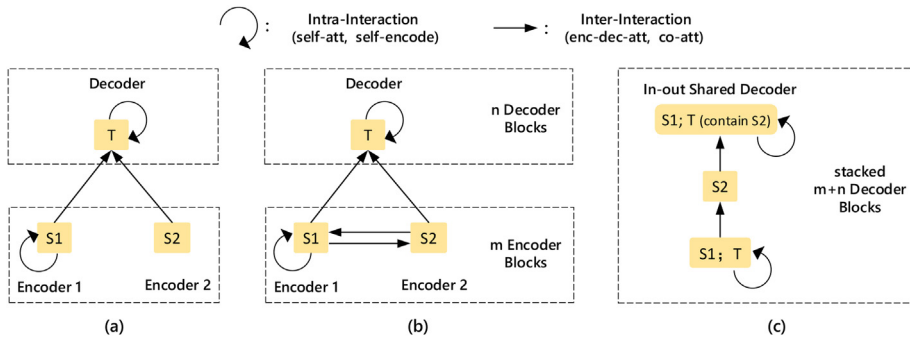 : Intra-Interaction
(self-att, self-encode)
: Inter-Interaction
(enc-dec-att, co-att)
Decoder
T
S1
S2
Encoder 1
Encoder 2
(a)
Decoder
n Decoder
Blocks
T
S1
S2
m Encoder
Blocks
Encoder 1
Encoder 2
(b)
In-out Shared Decoder
S1; T (contain S2)
S2
stacked
m+n Decoder
Blocks
S1; T
(c)